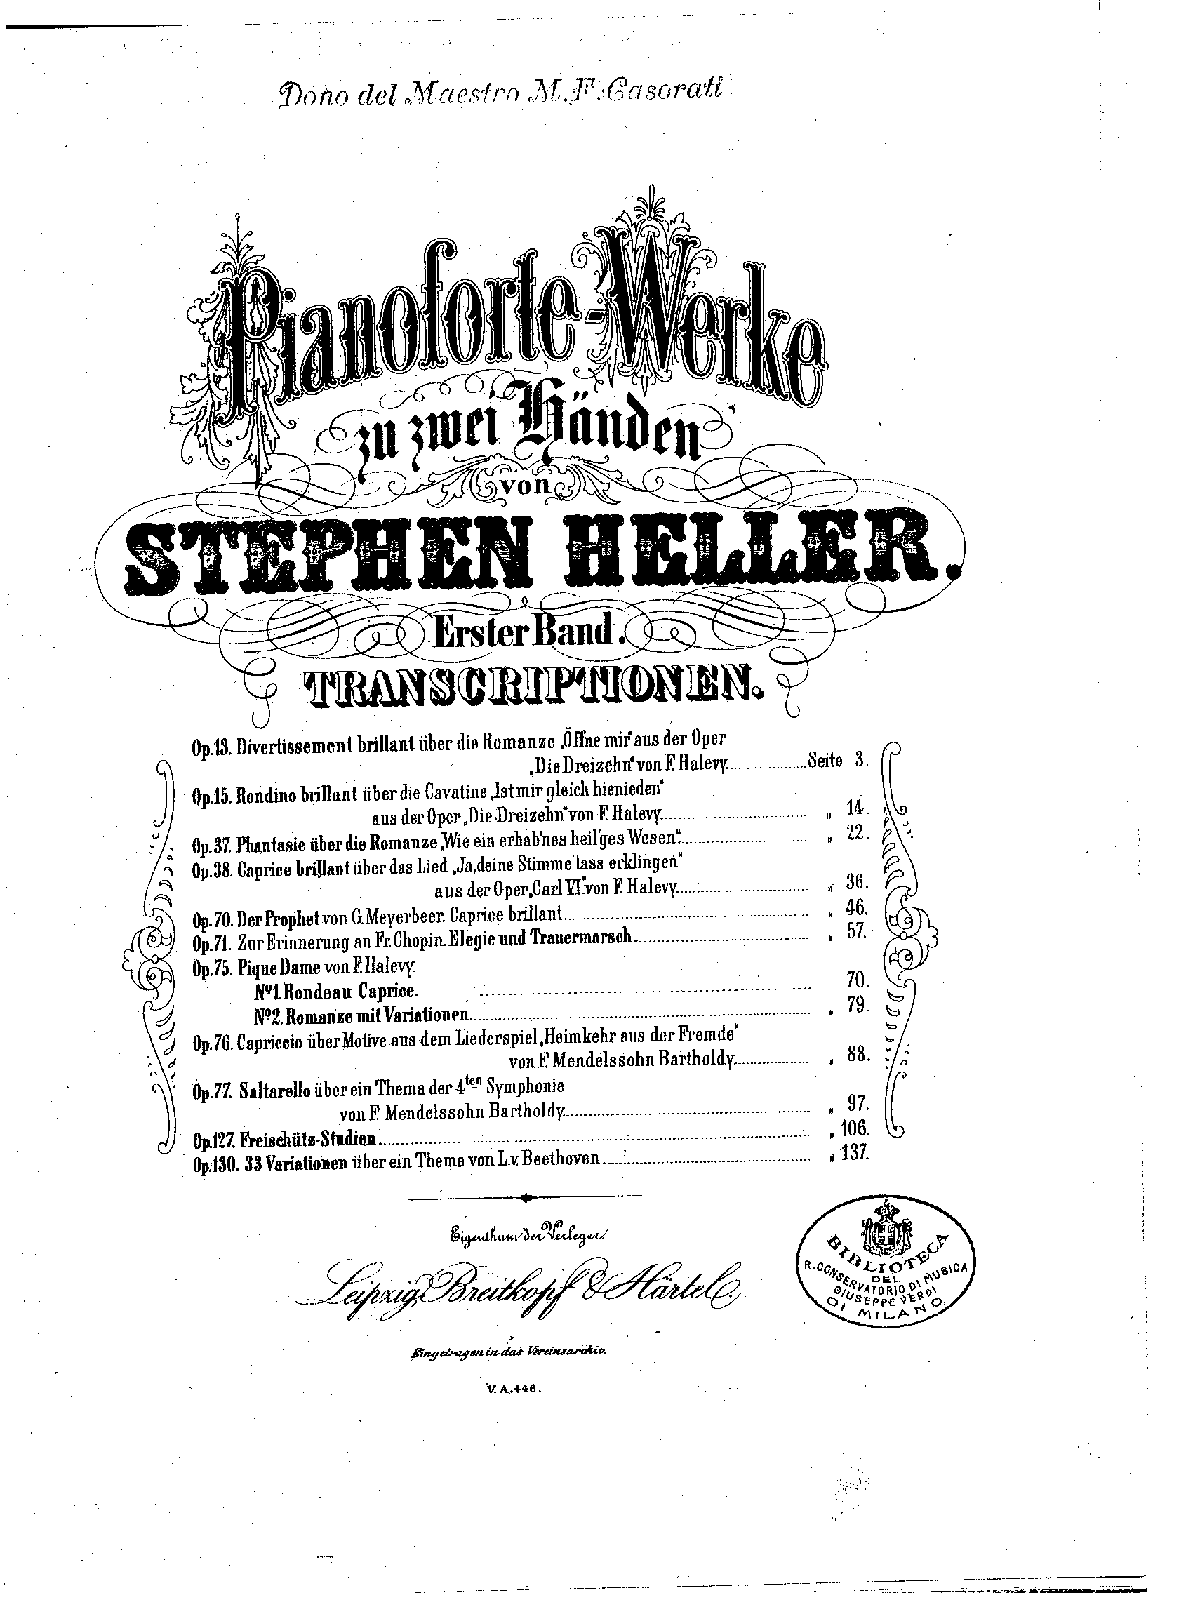 Dono del Maestro M. F. Casorati
Pianoforte-Werke
zu zwei Händen
von
STEPHEN HELLER.
Erster Band.
TRANSCRIPTIONEN.
Op.13. Divertissement brillant über die Romanze „Öffne mir" aus der Oper
„Die Dreizehn" von F. Halevy. Seite 3.
Op.15. Rondino brillant über die Cavatine „Ist mir gleich hienieden"
aus der Oper „Die Dreizehn" von F. Halevy. „ 14.
Op.37. Phantasie über die Romanze „Wie ein erhab'nes heil'ges Wesen". „ 22.
Op.38. Caprice brillant über das Lied „Ja, deine Stimme lass erklingen"
aus der Oper „Carl VI." von F. Halevy. „ 36.
Op.70. Der Prophet von G. Meyerbeer. Caprice brillant. „ 46.
Op.71. Zur Erinnerung an Fr. Chopin. Elegie und Trauermarsch. „ 57.
Op.75. Pique Dame von F. Halevy.
No 1. Rondeau Caprice. 70.
No 2. Romanze mit Variationen. „ 79.
Op.76. Capriccio über Motive aus dem Liederspiel „Heimkehr aus der Fremde"
von F. Mendelssohn Bartholdy. „ 88.
Op.77. Saltarello über ein Thema der 4ten Symphonie
von F. Mendelssohn Bartholdy. „ 97.
Op.127. Freischütz-Studien. „ 106.
Op.130. 33 Variationen über ein Thema von L. v. Beethoven. „ 137.
Eigenthum der Verleger
Leipzig, Breitkopf & Härtel.
Eingetragen in das Vereinsarchiv.
V. A. 446.
BIBLIOTECA
DEL
R. CONSERVATORIO DI MUSICA
GIUSEPPE VERDI
DI MILANO